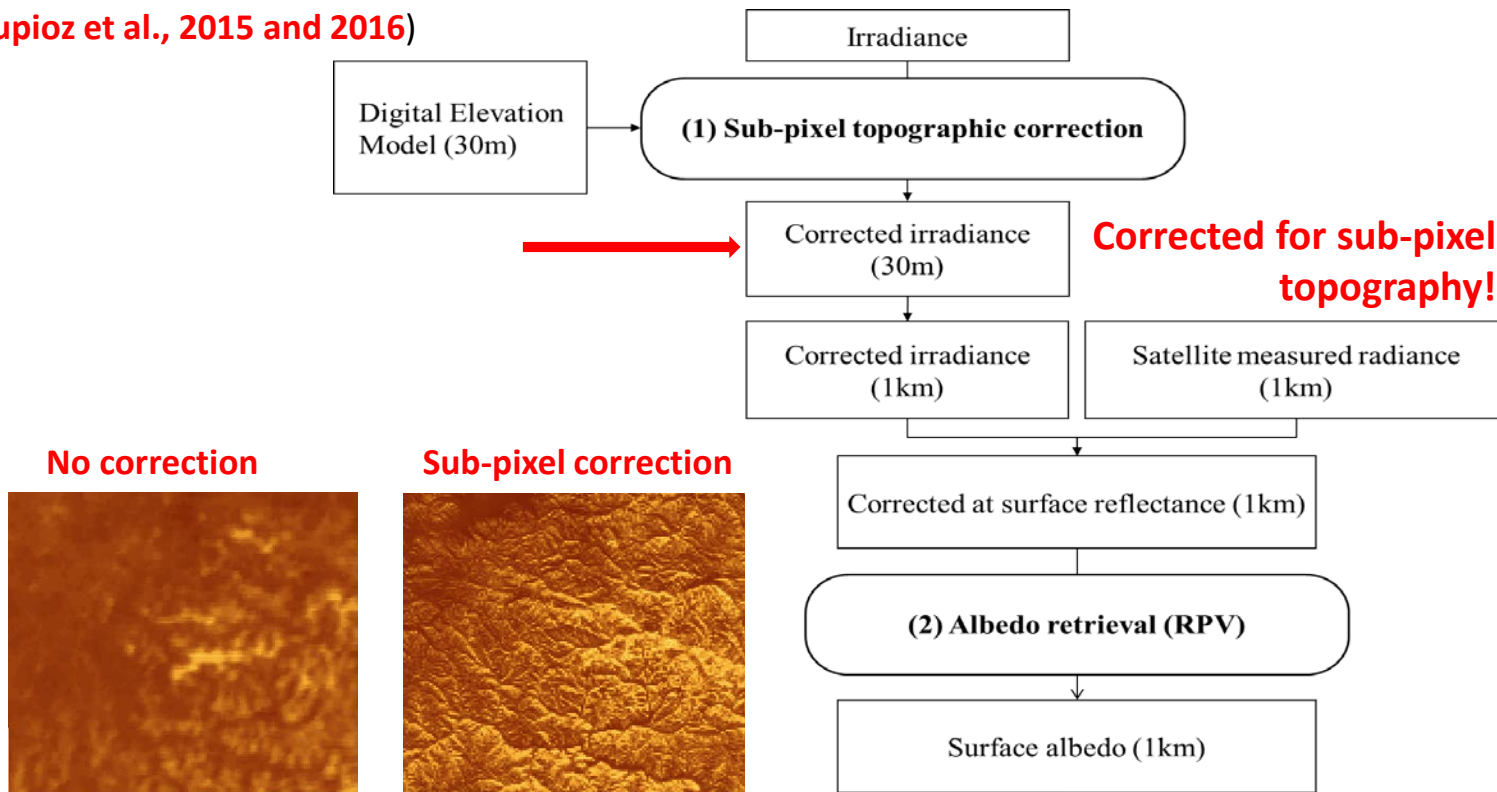 upioz et al., 2015 and 2016)
Irradiance
Digital Elevation
Model (30m)
(1) Sub-pixel topographic correction
Corrected irradiance
(30m)
Corrected for sub-pixel
topography!
Corrected irradiance
(1km)
Satellite measured radiance
(1km)
No correction
Sub-pixel correction
Corrected at surface reflectance (1km)
(2) Albedo retrieval (RPV)
Surface albedo (1km)